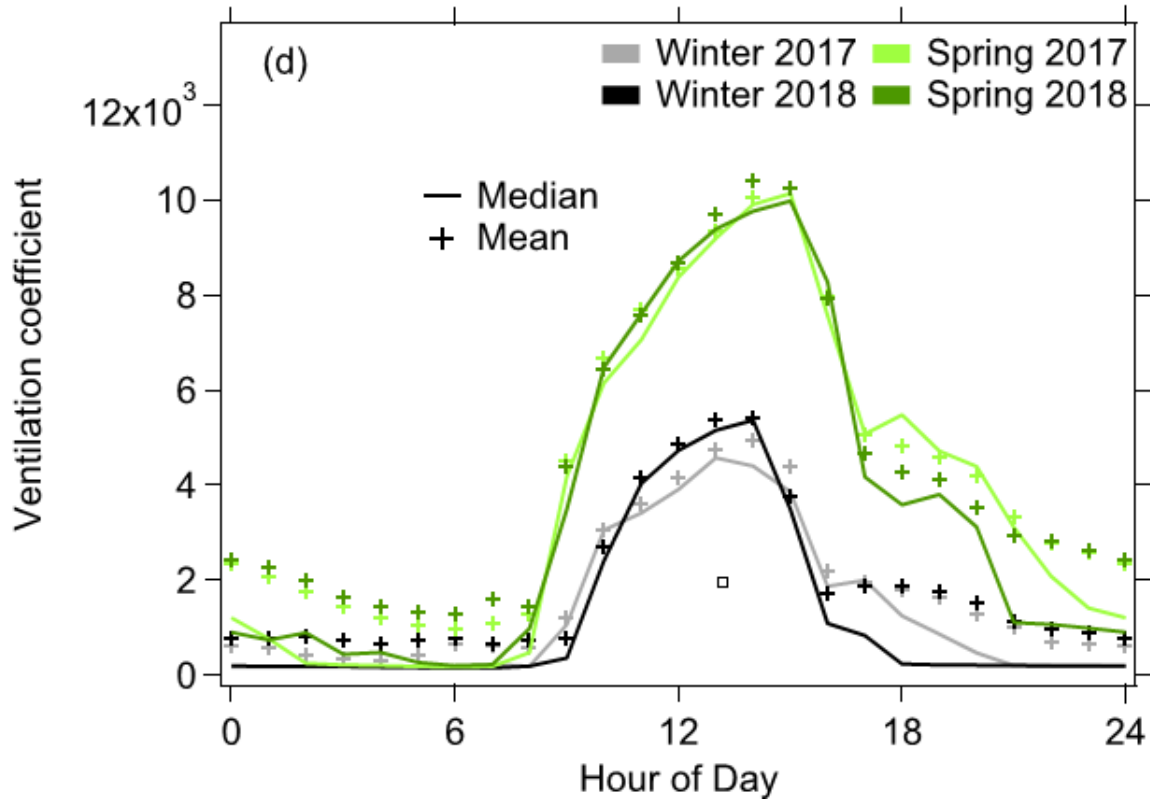 (d)
Winter 2017
Spring 2017
Winter 2018
Spring 2018
Median
Mean
Ventilation coefficient
12x10³
10
8
6
4
2
0
0
6
12
18
24
Hour of Day